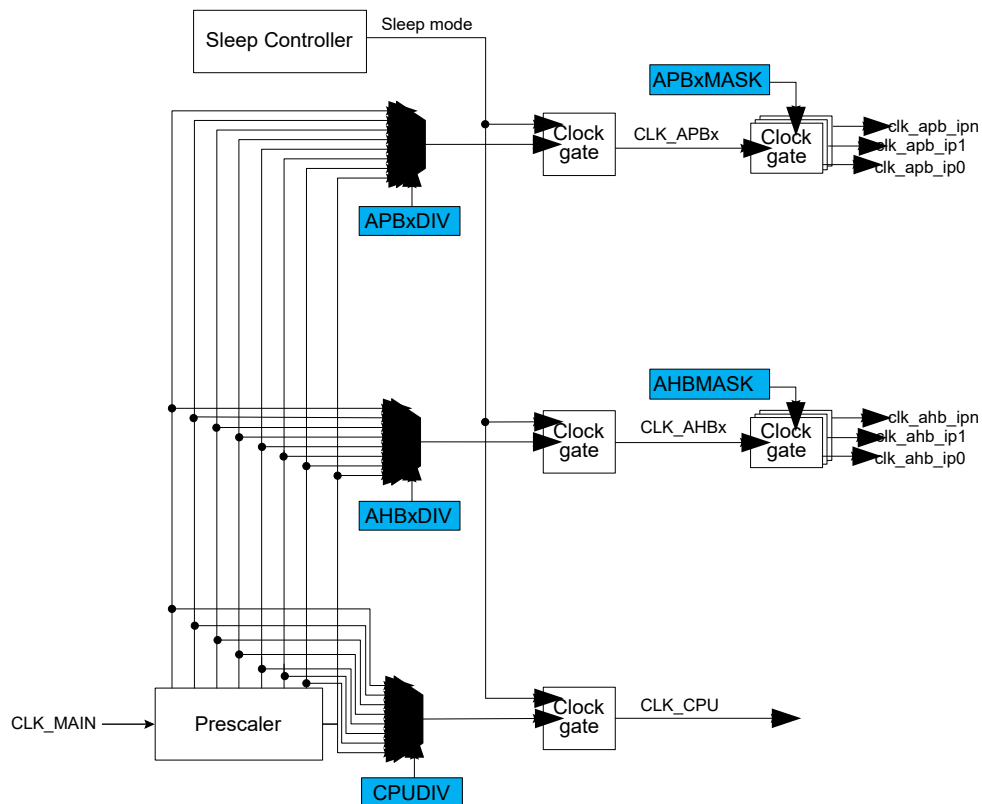 Sleep Controller
Sleep mode
APBxMASK
Clock
gate
CLK_APBx
Clock
gate
clk_apb_ipn
clk_apb_ip1
clk_apb_ip0
APBxDIV
AHBMASK
Clock
gate
CLK_AHBx
Clock
gate
clk_ahb_ipn
clk_ahb_ip1
clk_ahb_ip0
AHBxDIV
CLK_MAIN
Prescaler
Clock
gate
CLK_CPU
CPUDIV